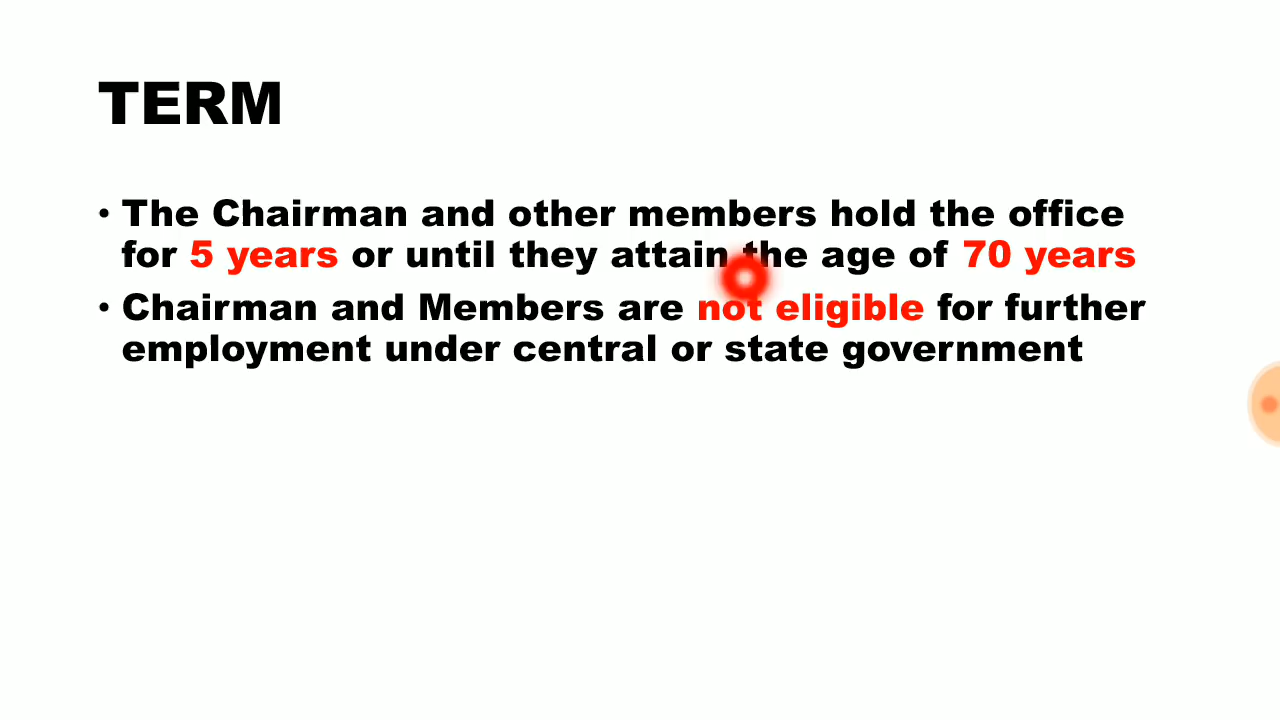 TERM
• The Chairman and other members hold the office
for 5 years or until they attain the age of 70 years
• Chairman and Members are not eligible for further
employment under central or state government